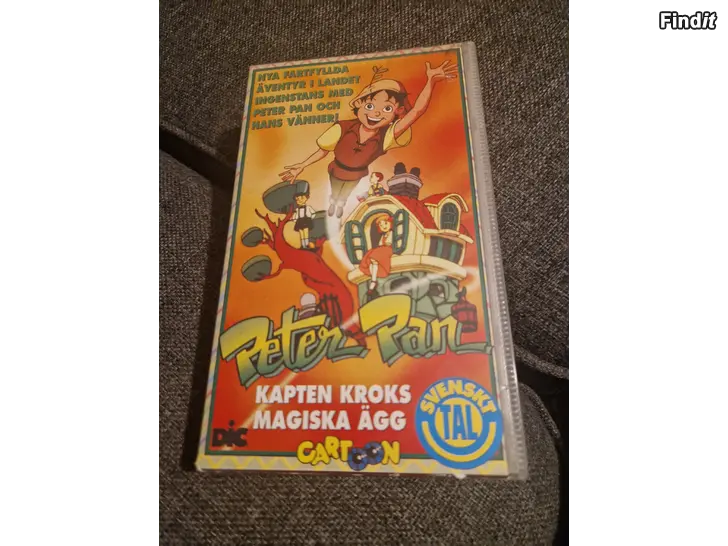 Findit
NYA FARTFYLLDA
ÄVENTYR I LANDET
INGENSTANS MED
PETER PAN OCH
HANS VÄNNER!
Peter Pan
KAPTEN KROKS
MAGISKA ÄGG
SVENSKT
TAL
DIC
CARTOON